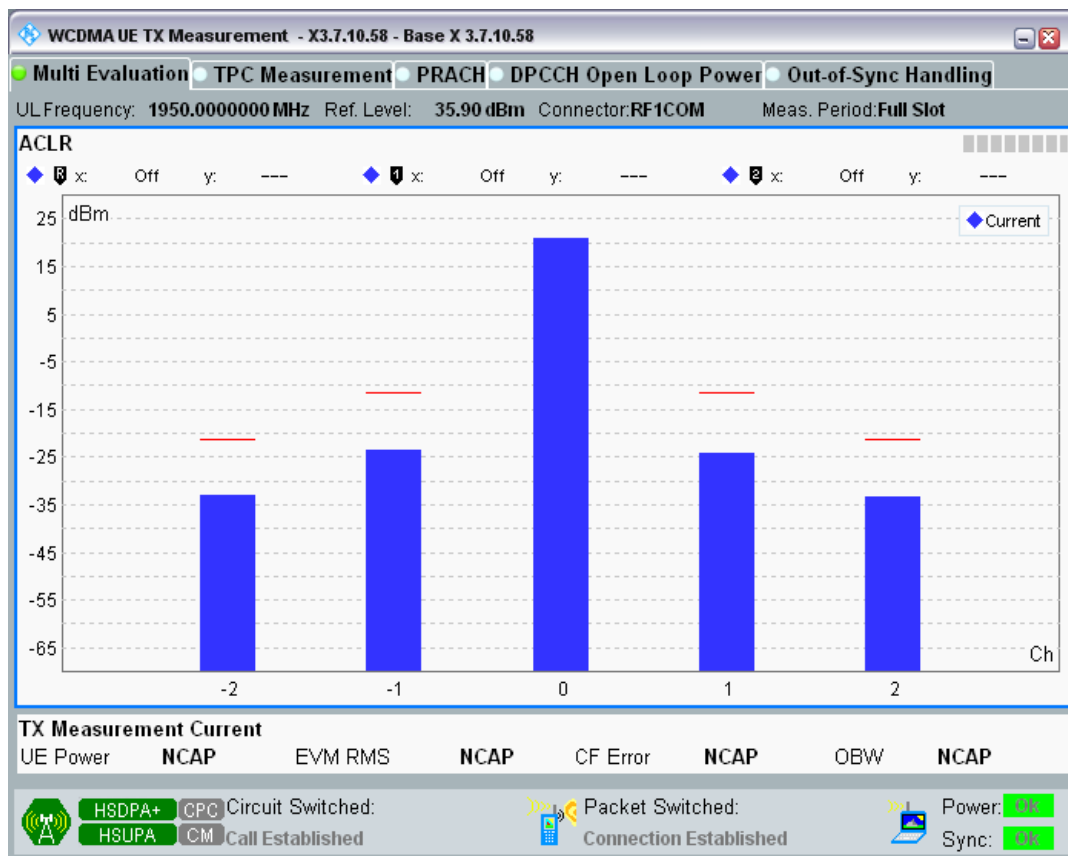 WCDMA UE TX Measurement - X3.7.10.58 - Base X 3.7.10.58
Multi Evaluation TPC Measurement PRACH DPCCH Open Loop Power Out-of-Sync Handling
UL Frequency: 1950.0000000 MHz Ref. Level: 35.90 dBm Connector:RF1COM Meas. Period:Full Slot
ACLR
R x: Off y: --- 1 x: Off y: --- 2 x: Off y: ---
dBm
Current
25
15
5
-5
-15
-25
-35
-45
-55
-65
Ch
-2 -1 0 1 2
TX Measurement Current
UE Power NCAP EVM RMS NCAP CF Error NCAP OBW NCAP
HSDPA+ CPC Circuit Switched: Packet Switched: Power: OK
HSUPA CM Call Established Connection Established Sync: OK